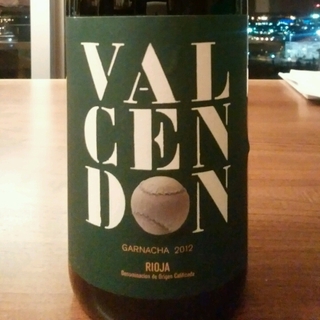 VAL
CEN
DON
GARNACHA 2012
RIOJA
Denominación de Origen Calificada